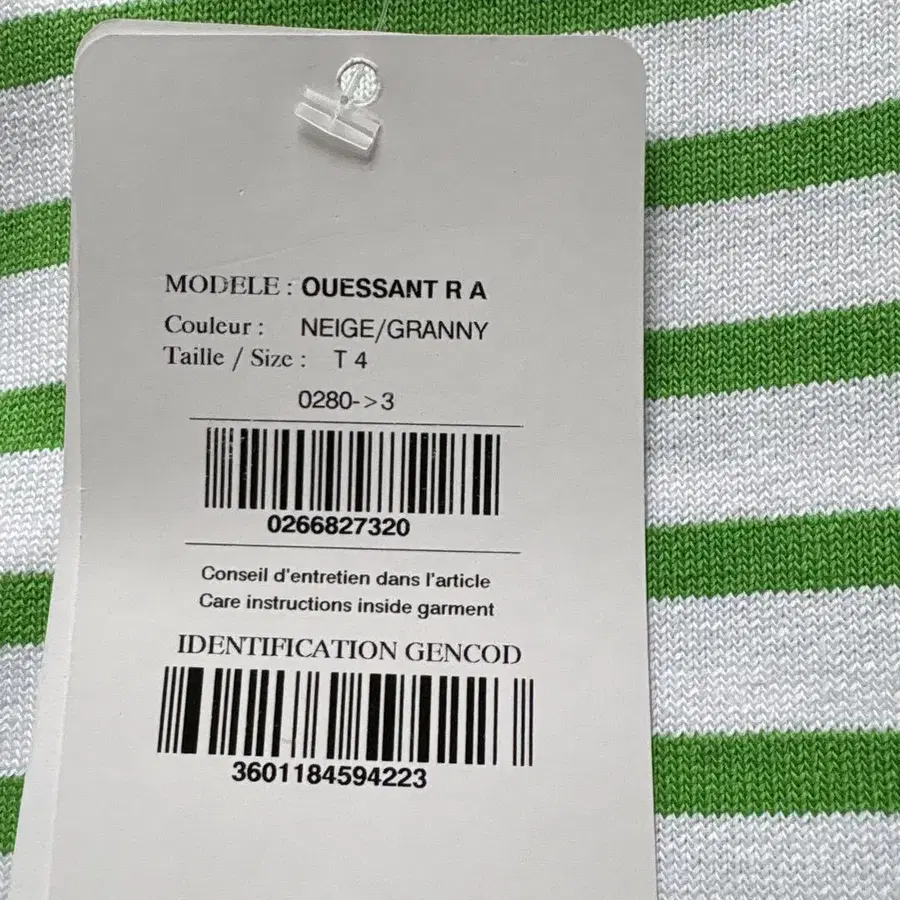 MODELE : OUESSANT R A
Couleur : NEIGE/GRANNY
Taille / Size : T 4
0280->3
0266827320
Conseil d'entretien dans l'article
Care instructions inside garment
IDENTIFICATION GENCOD
3601184594223